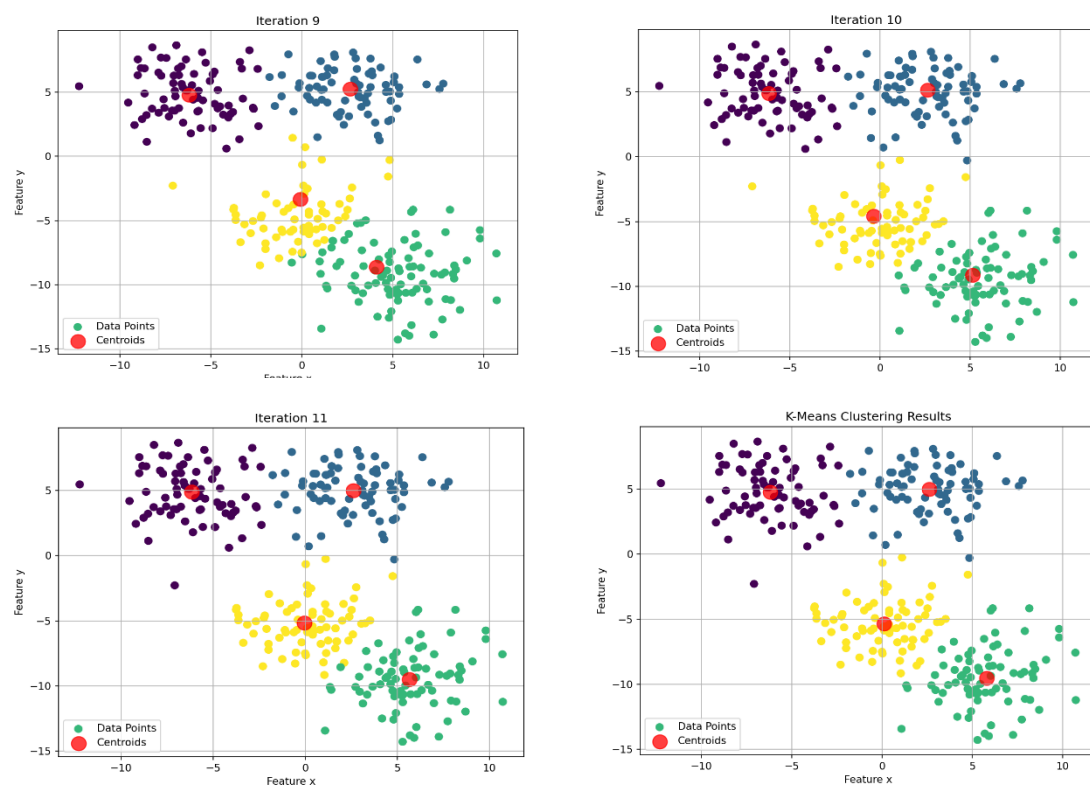 Iteration 9
Feature y
5
0
−5
−10
−15
Data Points
Centroids
−10
−5
0
5
10
Feature x
Iteration 10
5
0
−5
−10
−15
Feature y
Data Points
Centroids
−10
−5
0
5
10
Iteration 11
Feature y
5
0
−5
−10
−15
Data Points
Centroids
−10
−5
0
5
10
Feature x
K-Means Clustering Results
Feature y
5
0
−5
−10
−15
Data Points
Centroids
−10
−5
0
5
10
Feature x